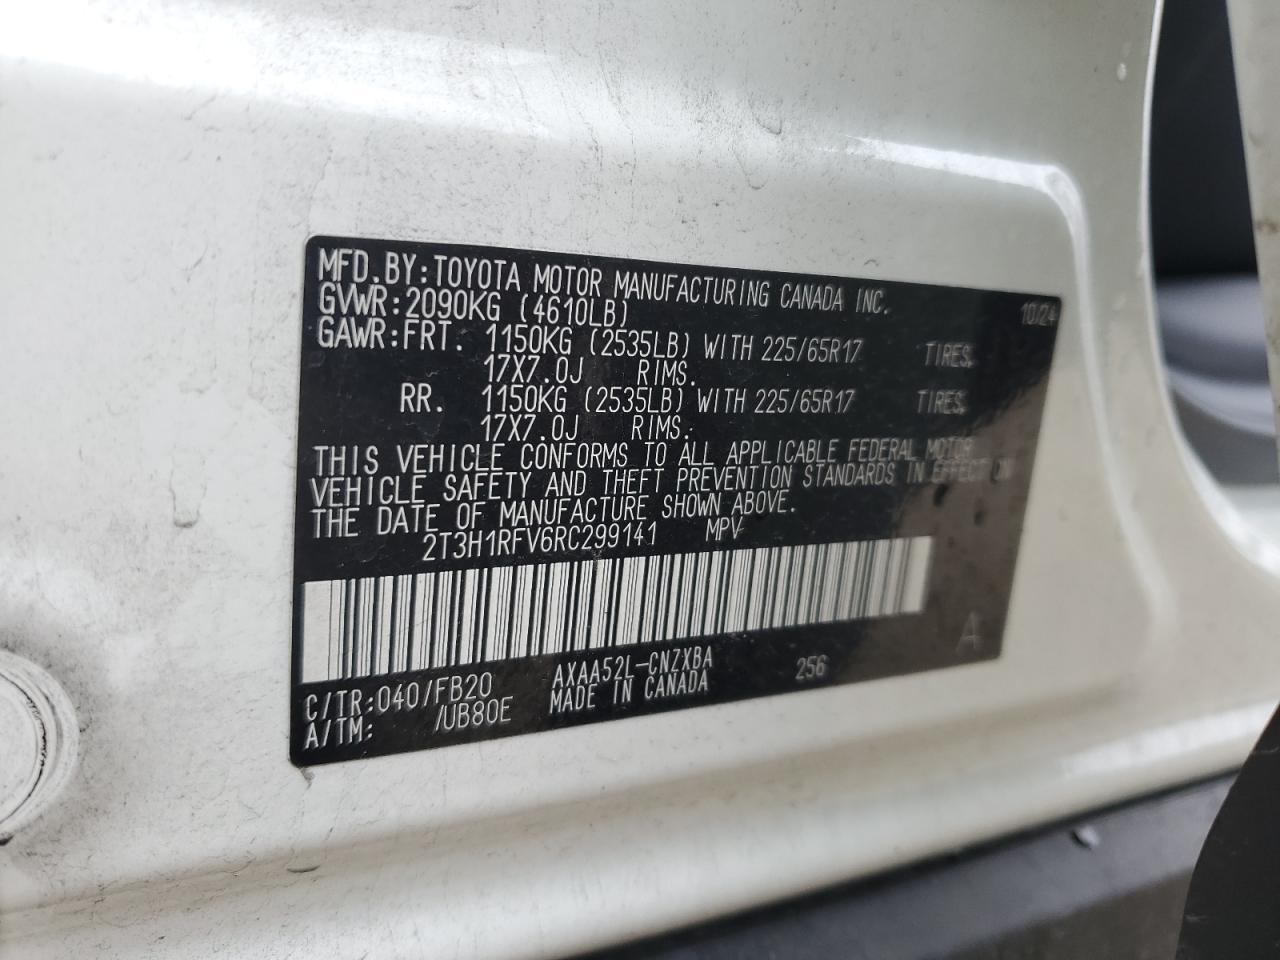 MFD.BY:TOYOTA MOTOR MANUFACTURING CANADA INC. 10/24
GVWR:2090KG (4610LB)
GAWR:FRT. 1150KG (2535LB) WITH 225/65R17 TIRES,
17X7.0J RIMS.
RR. 1150KG (2535LB) WITH 225/65R17 TIRES,
17X7.0J RIMS.
THIS VEHICLE CONFORMS TO ALL APPLICABLE FEDERAL MOTOR
VEHICLE SAFETY AND THEFT PREVENTION STANDARDS IN EFFECT ON
THE DATE OF MANUFACTURE SHOWN ABOVE.
2T3H1RFV6RC299141 MPV
C/TR:040/FB20 AXAA52L-CNZXBA 256 A
A/TM: /UB80E MADE IN CANADA